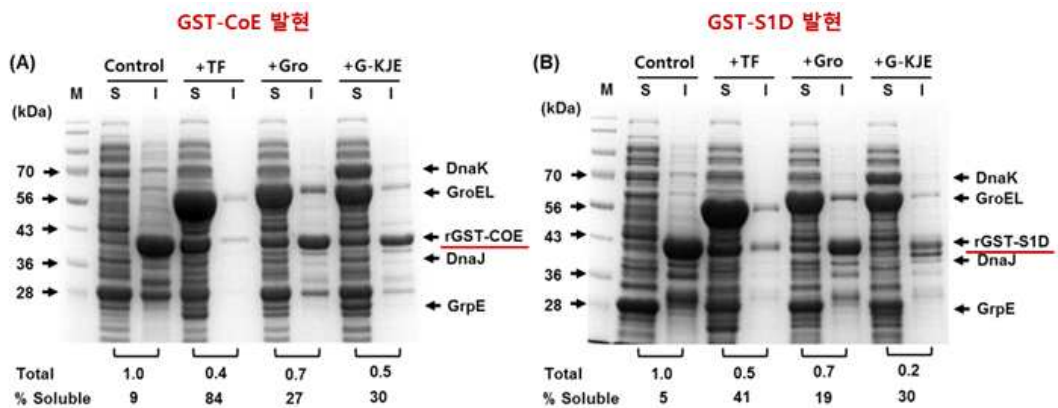 GST-CoE 발현
(A)
Control +TF +Gro +G-KJE
M S I S I S I S I
(kDa)
70
56
43
36
28
DnaK
GroEL
rGST-COE
DnaJ
GrpE
Total 1.0 0.4 0.7 0.5
% Soluble 9 84 27 30
GST-S1D 발현
(B)
Control +TF +Gro +G-KJE
M S I S I S I S I
(kDa)
70
56
43
36
28
DnaK
GroEL
rGST-S1D
DnaJ
GrpE
Total 1.0 0.5 0.7 0.2
% Soluble 5 41 19 30